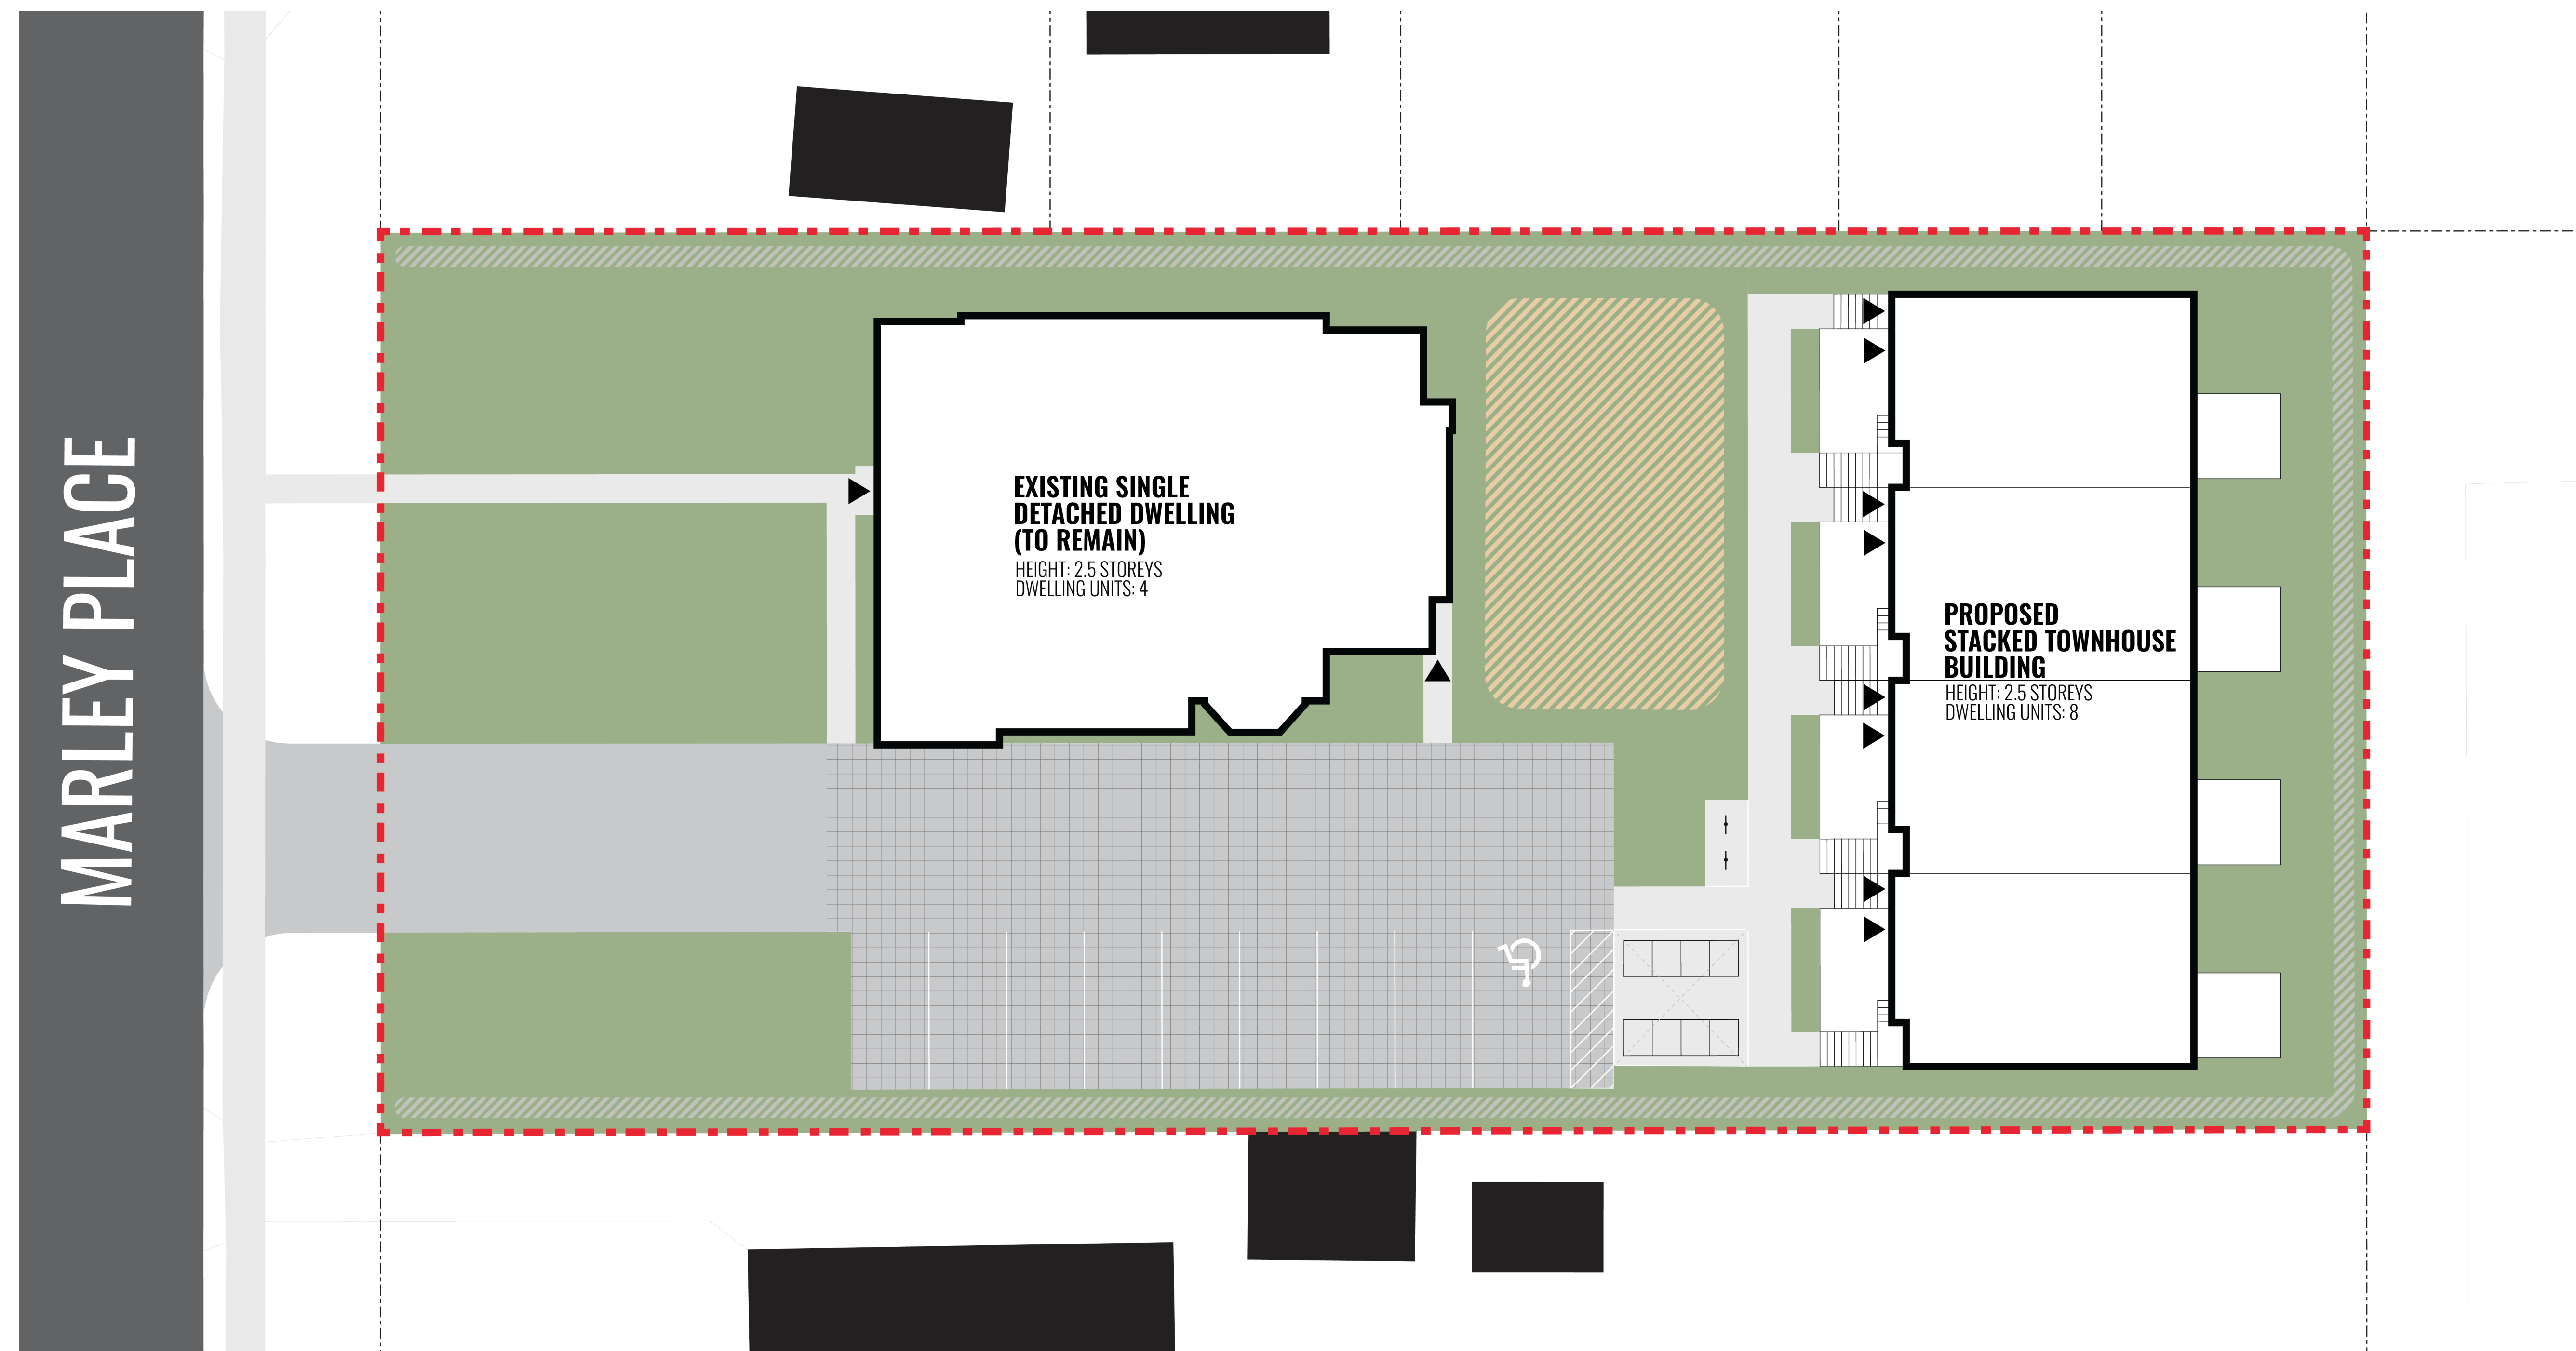 MARLEY PLACE
EXISTING SINGLE
DETACHED DWELLING
(TO REMAIN)
HEIGHT: 2.5 STOREYS
DWELLING UNITS: 4
PROPOSED
STACKED TOWNHOUSE
BUILDING
HEIGHT: 2.5 STOREYS
DWELLING UNITS: 8